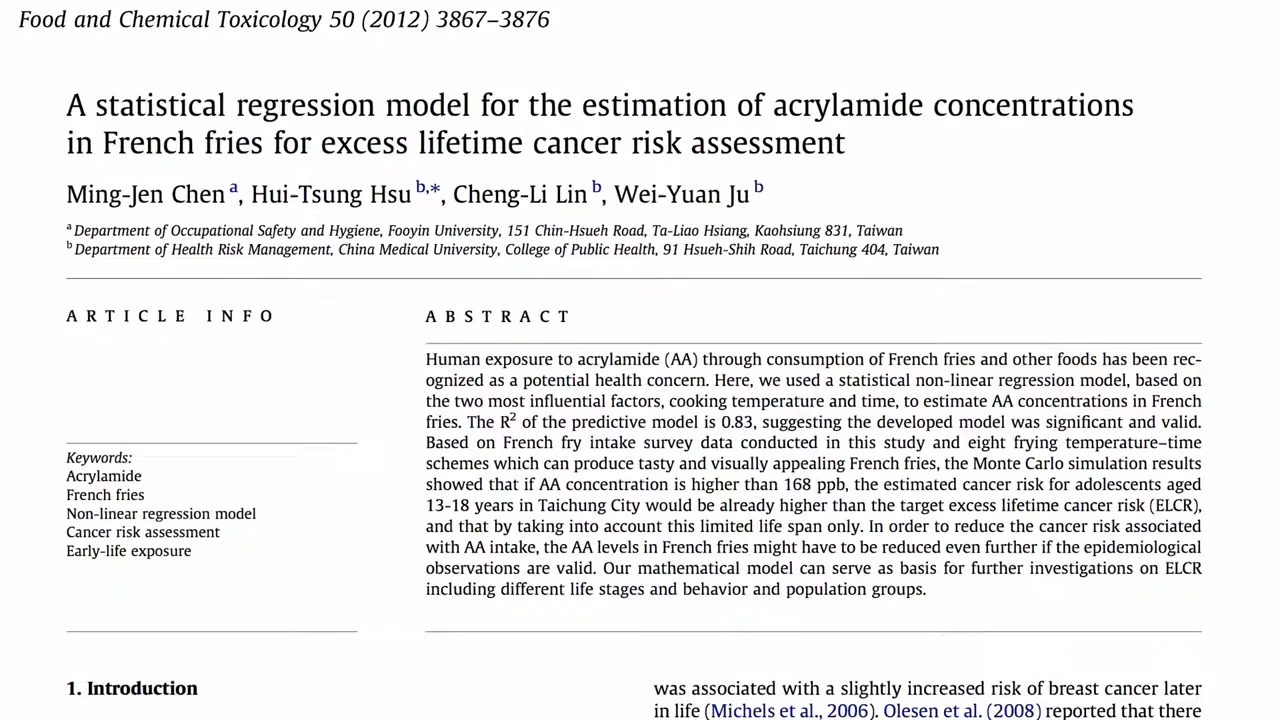 Food and Chemical Toxicology 50 (2012) 3867–3876
A statistical regression model for the estimation of acrylamide concentrations
in French fries for excess lifetime cancer risk assessment
Ming-Jen Chen a, Hui-Tsung Hsu b,*, Cheng-Li Lin b, Wei-Yuan Ju b
a Department of Occupational Safety and Hygiene, Fooyin University, 151 Chin-Hsueh Road, Ta-Liao Hsiang, Kaohsiung 831, Taiwan
b Department of Health Risk Management, China Medical University, College of Public Health, 91 Hsueh-Shih Road, Taichung 404, Taiwan
ARTICLE INFO
Keywords:
Acrylamide
French fries
Non-linear regression model
Cancer risk assessment
Early-life exposure
ABSTRACT
Human exposure to acrylamide (AA) through consumption of French fries and other foods has been rec-
ognized as a potential health concern. Here, we used a statistical non-linear regression model, based on
the two most influential factors, cooking temperature and time, to estimate AA concentrations in French
fries. The R² of the predictive model is 0.83, suggesting the developed model was significant and valid.
Based on French fry intake survey data conducted in this study and eight frying temperature–time
schemes which can produce tasty and visually appealing French fries, the Monte Carlo simulation results
showed that if AA concentration is higher than 168 ppb, the estimated cancer risk for adolescents aged
13-18 years in Taichung City would be already higher than the target excess lifetime cancer risk (ELCR),
and that by taking into account this limited life span only. In order to reduce the cancer risk associated
with AA intake, the AA levels in French fries might have to be reduced even further if the epidemiological
observations are valid. Our mathematical model can serve as basis for further investigations on ELCR
including different life stages and behavior and population groups.
1. Introduction
was associated with a slightly increased risk of breast cancer later
in life (Michels et al., 2006). Olesen et al. (2008) reported that there